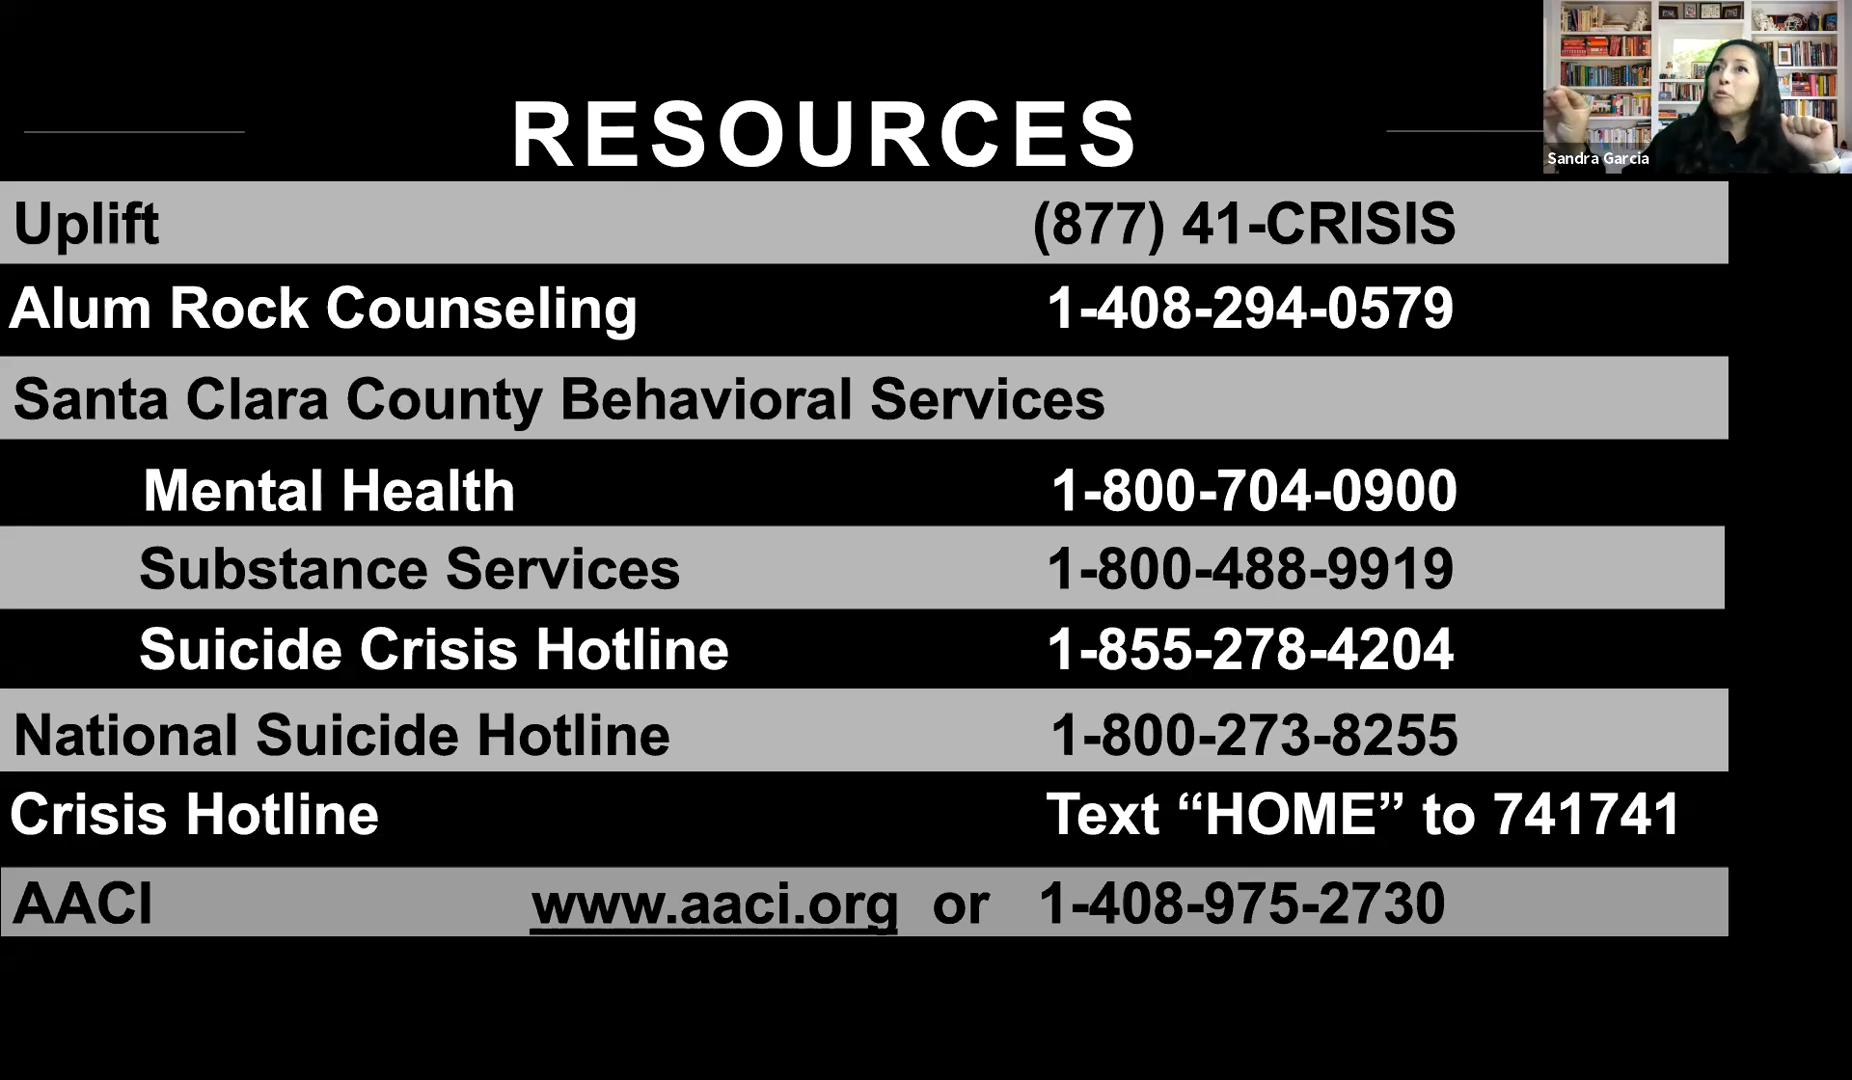 RESOURCES
Sandra Garcia
Uplift (877) 41-CRISIS
Alum Rock Counseling 1-408-294-0579
Santa Clara County Behavioral Services
Mental Health 1-800-704-0900
Substance Services 1-800-488-9919
Suicide Crisis Hotline 1-855-278-4204
National Suicide Hotline 1-800-273-8255
Crisis Hotline Text “HOME” to 741741
AACI www.aaci.org or 1-408-975-2730